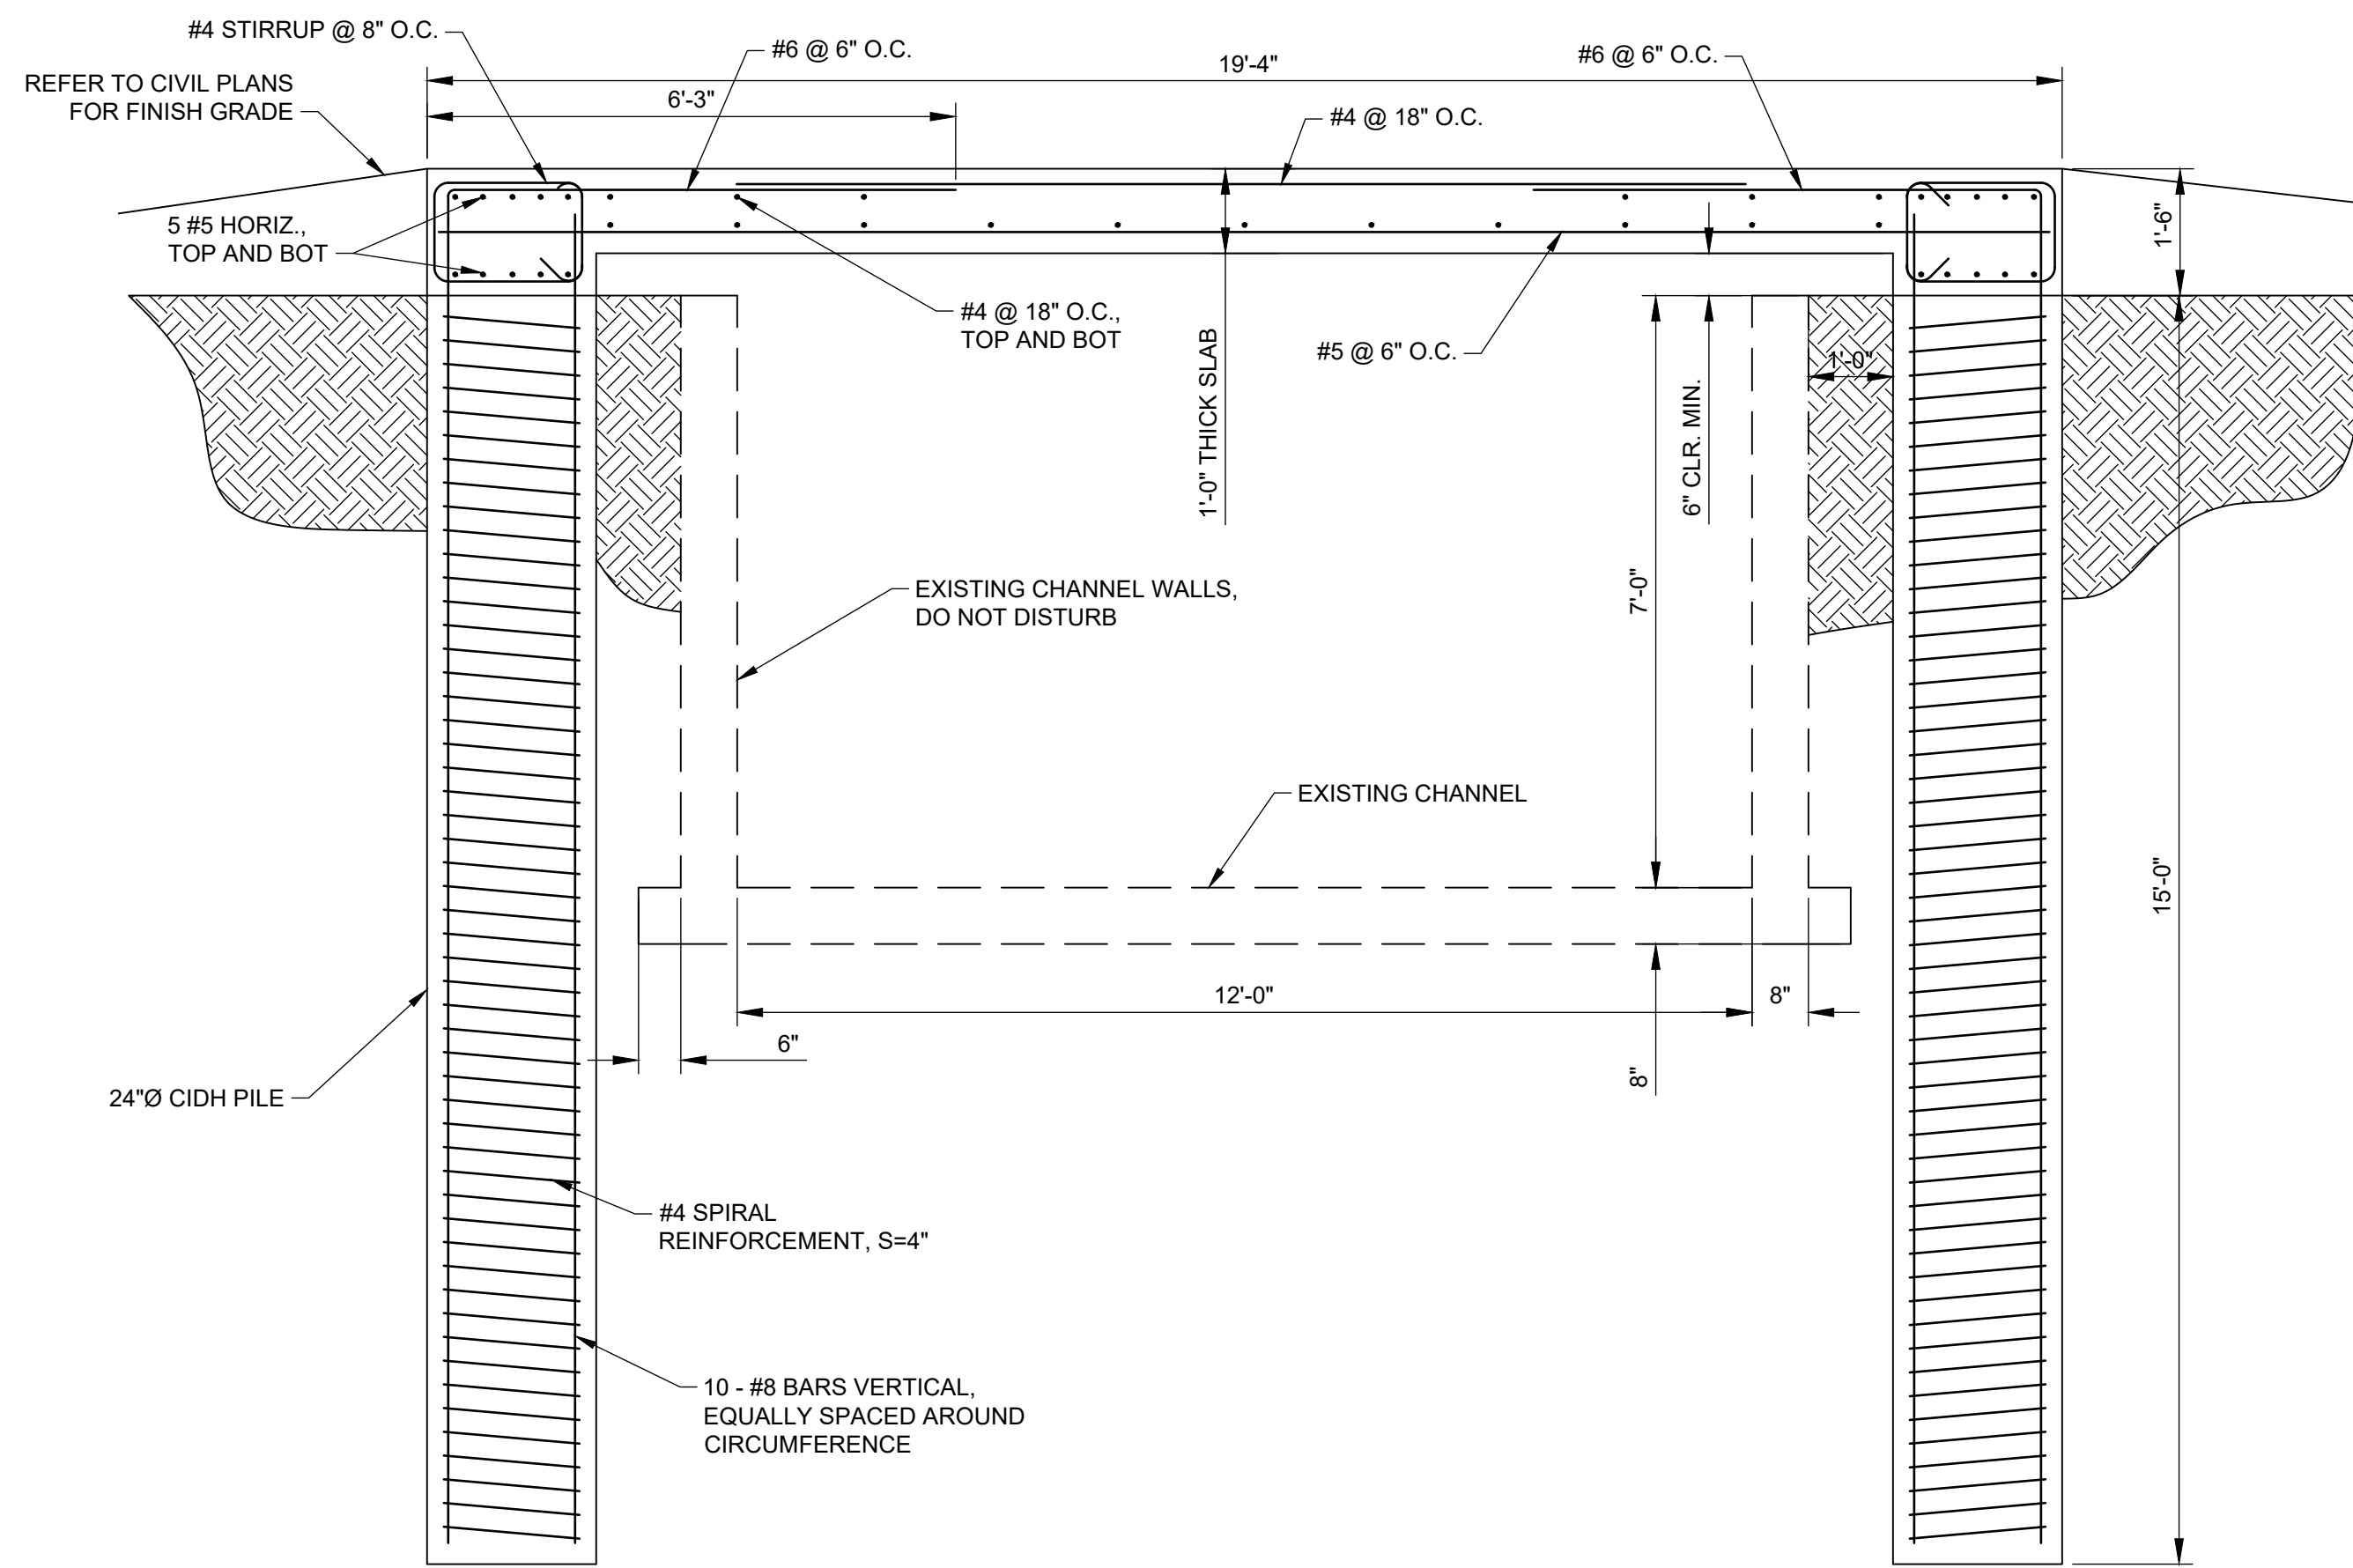 #4 STIRRUP @ 8" O.C.
#6 @ 6" O.C.
19'-4"
#6 @ 6" O.C.
REFER TO CIVIL PLANS
FOR FINISH GRADE
6'-3"
#4 @ 18" O.C.
5 #5 HORIZ.,
TOP AND BOT
1'-6"
#4 @ 18" O.C.,
TOP AND BOT
#5 @ 6" O.C.
1'-0" THICK SLAB
6" CLR. MIN.
1'-0"
EXISTING CHANNEL WALLS,
DO NOT DISTURB
7'-0"
EXISTING CHANNEL
15'-0"
12'-0"
8"
6"
8"
24"Ø CIDH PILE
#4 SPIRAL
REINFORCEMENT, S=4"
10 - #8 BARS VERTICAL,
EQUALLY SPACED AROUND
CIRCUMFERENCE